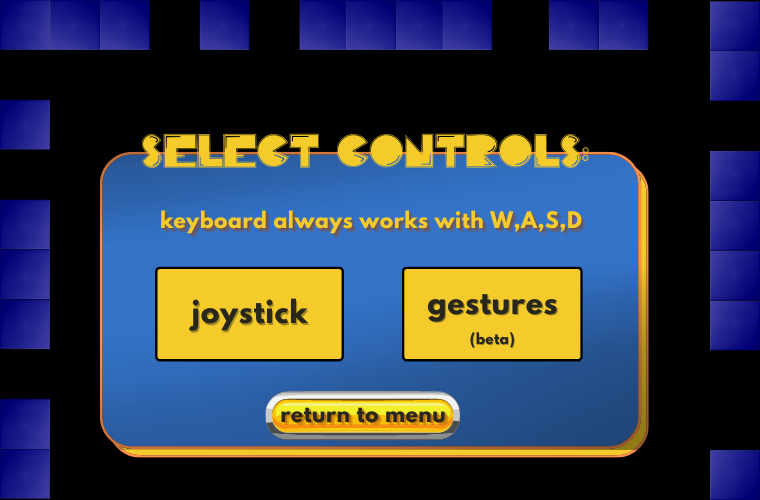 SELECT CONTROLS:
keyboard always works with W,A,S,D
joystick
gestures
(beta)
return to menu